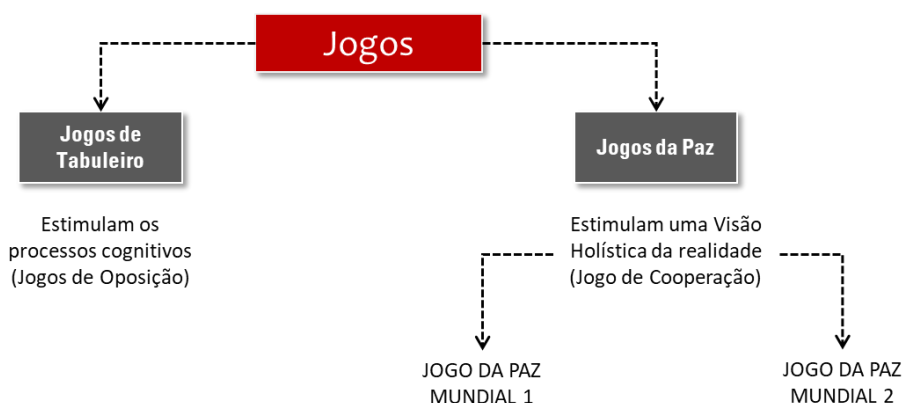 Jogos
Jogos de
Tabuleiro
Estimulam os
processos cognitivos
(Jogos de Oposição)
Jogos da Paz
Estimulam uma Visão
Holística da realidade
(Jogo de Cooperação)
JOGO DA PAZ
MUNDIAL 1
JOGO DA PAZ
MUNDIAL 2